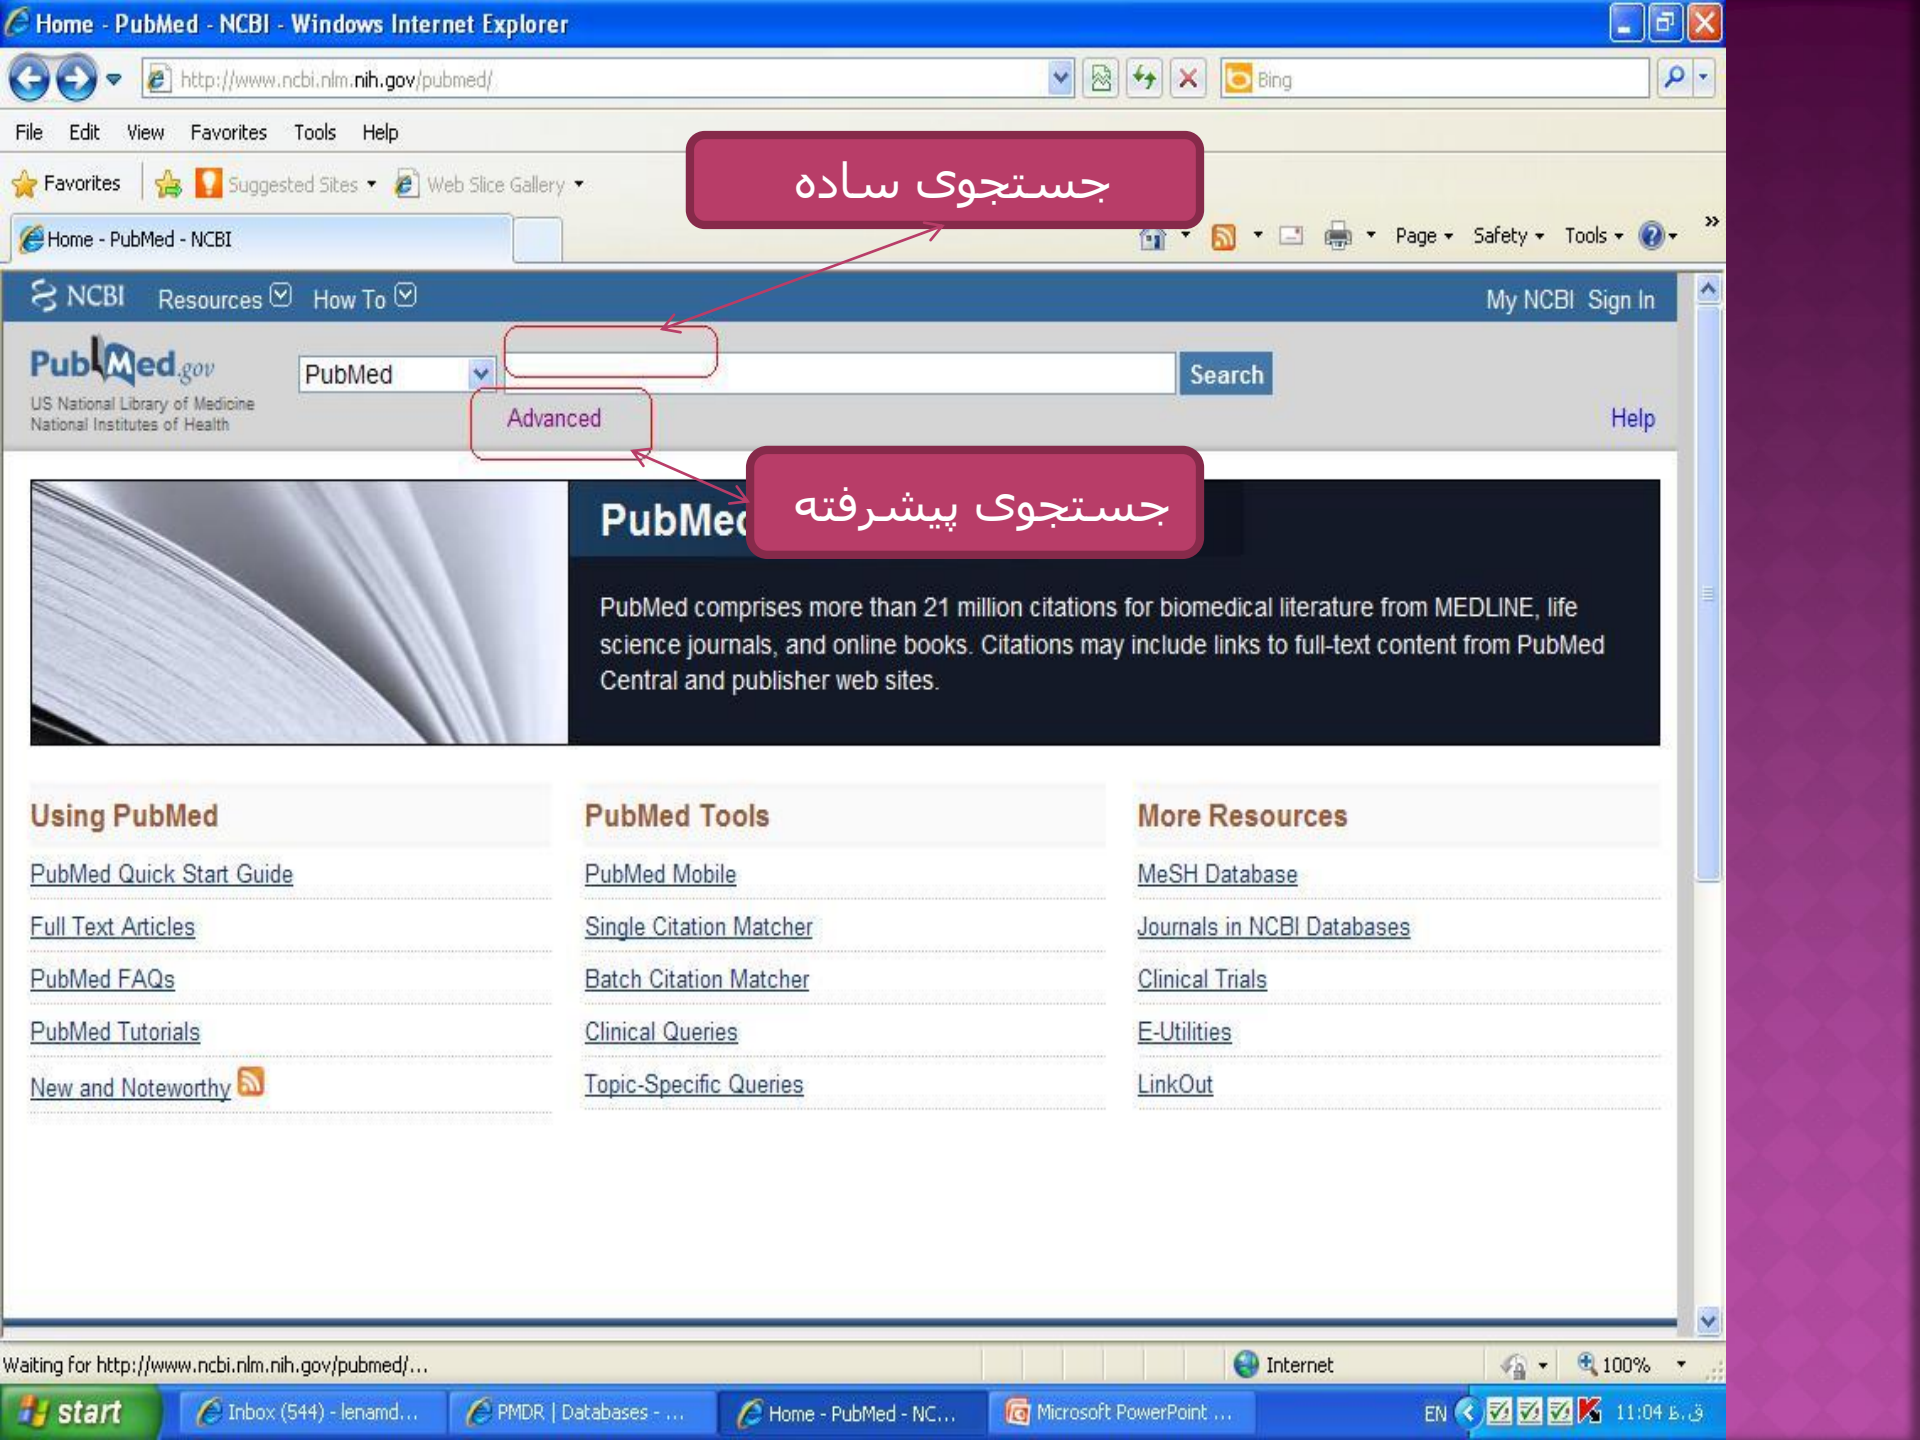 Home - PubMed - NCBI - Windows Internet Explorer
http://www.ncbi.nlm.nih.gov/pubmed/
Bing
File Edit View Favorites Tools Help
جستجوی ساده
Favorites Suggested Sites Web Slice Gallery
Home - PubMed - NCBI
Page Safety Tools »
NCBI Resources How To My NCBI Sign In
PubMed.gov
US National Library of Medicine
National Institutes of Health
PubMed
Search
Advanced
Help
جستجوی پیشرفته
PubMed
PubMed comprises more than 21 million citations for biomedical literature from MEDLINE, life
science journals, and online books. Citations may include links to full-text content from PubMed
Central and publisher web sites.
Using PubMed
PubMed Quick Start Guide
Full Text Articles
PubMed FAQs
PubMed Tutorials
New and Noteworthy
PubMed Tools
PubMed Mobile
Single Citation Matcher
Batch Citation Matcher
Clinical Queries
Topic-Specific Queries
More Resources
MeSH Database
Journals in NCBI Databases
Clinical Trials
E-Utilities
LinkOut
Waiting for http://www.ncbi.nlm.nih.gov/pubmed/...
Internet
100%
start
Inbox (544) - lenamd...
PMDR | Databases - ...
Home - PubMed - NC...
Microsoft PowerPoint ...
EN
11:04 ق.ظ